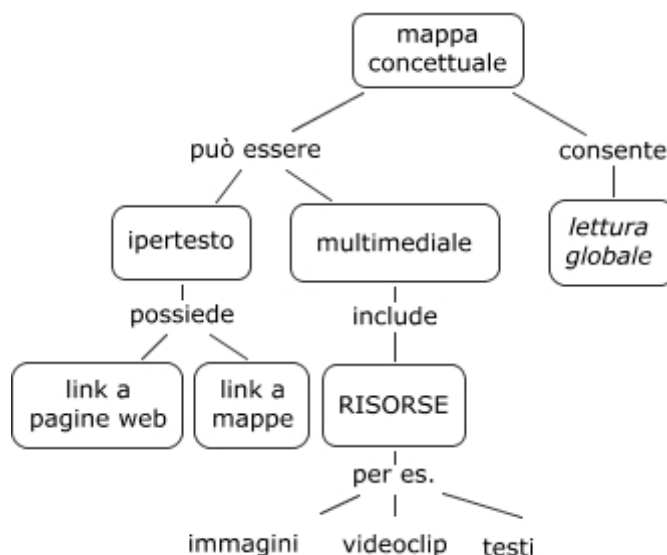 mappa
concettuale
può essere
consente
ipertesto
multimediale
lettura
globale
possiede
include
link a
pagine web
link a
mappe
RISORSE
per es.
immagini
videoclip
testi